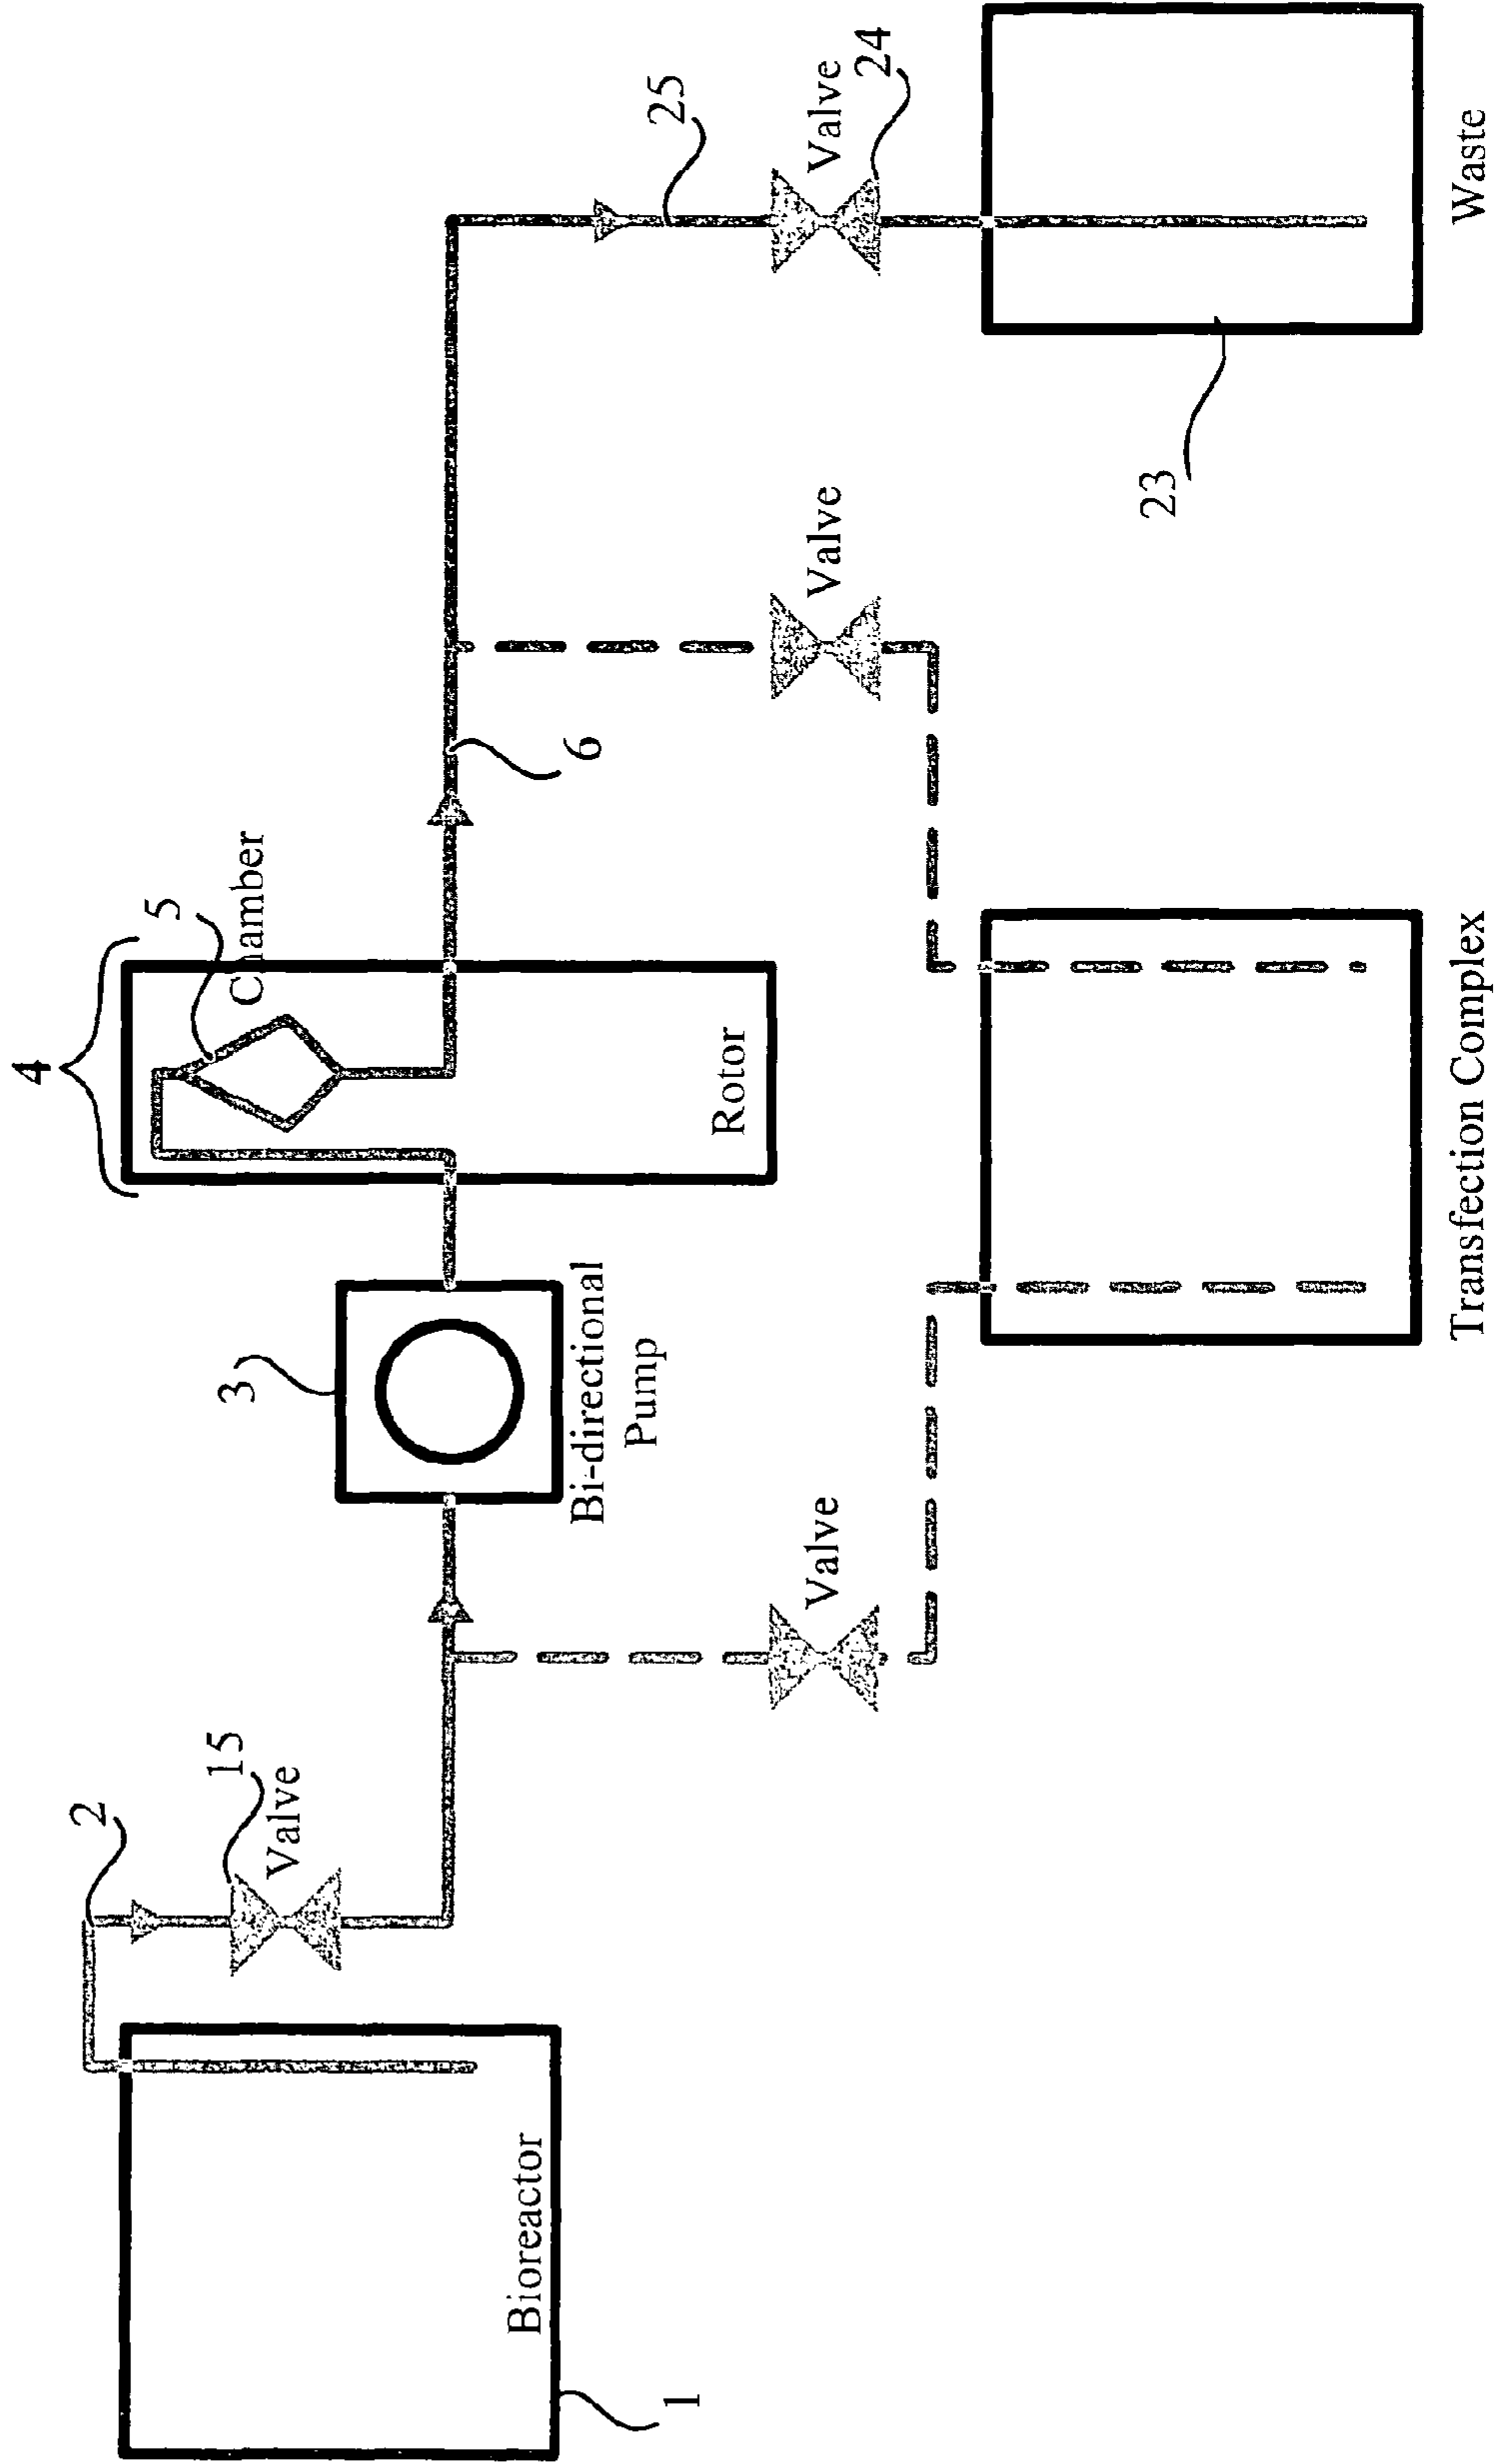 4
2
15
Valve
3
5
Chamber
25
Bioreactor
1
Bi-directional
Pump
Rotor
6
Valve
24
Valve
Valve
23
Transfection Complex
Waste